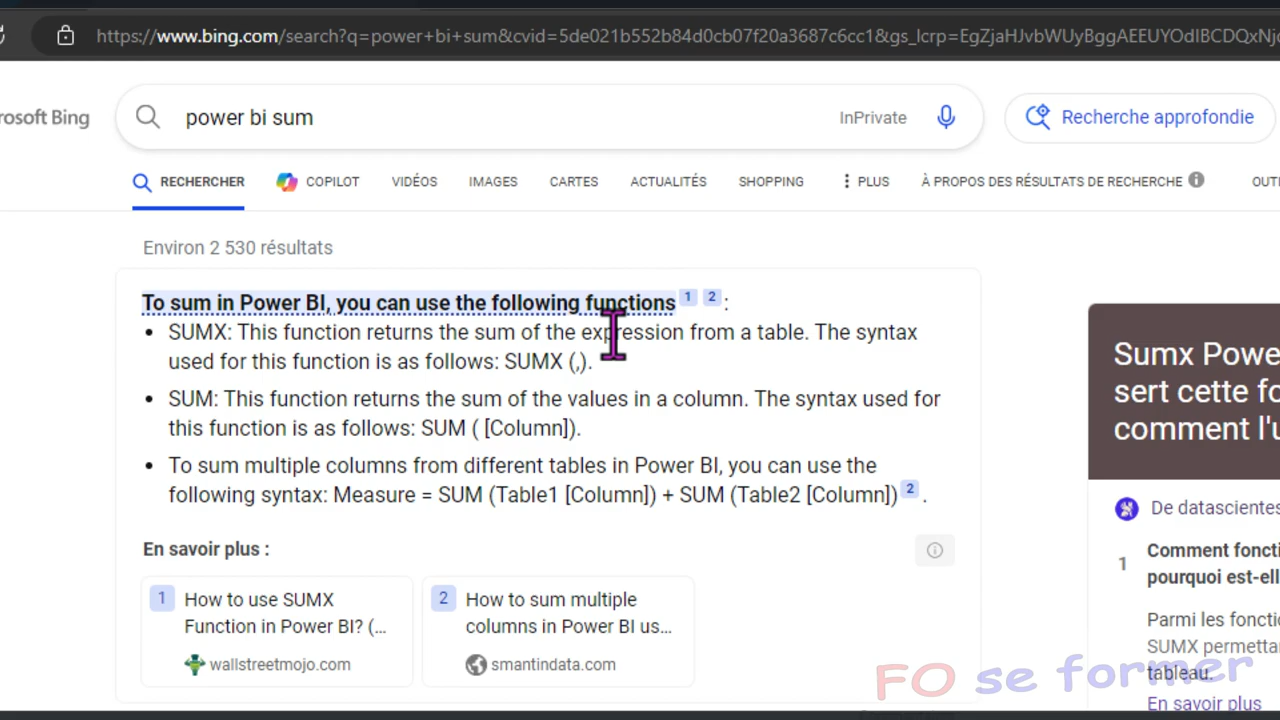 https://www.bing.com/search?q=power+bi+sum&cvid=5de021b552b84d0cb07f20a3687c6cc1&gs_lcrp=EgZjaHJvbWUyBggAEEUYOdIBCDQxNjc
rosoft Bing
power bi sum
InPrivate
Recherche approfondie
RECHERCHER
COPILOT
VIDÉOS
IMAGES
CARTES
ACTUALITÉS
SHOPPING
PLUS
À PROPOS DES RÉSULTATS DE RECHERCHE
OUTI
Environ 2 530 résultats
To sum in Power BI, you can use the following functions 1 2 :
• SUMX: This function returns the sum of the expression from a table. The syntax
used for this function is as follows: SUMX (,).
• SUM: This function returns the sum of the values in a column. The syntax used for
this function is as follows: SUM ( [Column]).
• To sum multiple columns from different tables in Power BI, you can use the
following syntax: Measure = SUM (Table1 [Column]) + SUM (Table2 [Column]) 2 .
En savoir plus :
1 How to use SUMX
Function in Power BI? (...
wallstreetmojo.com
2 How to sum multiple
columns in Power BI us...
smantindata.com
Sumx Powe
sert cette fo
comment l'u
De datascientes
1 Comment foncti
pourquoi est-elle
Parmi les fonctio
SUMX permettan
tableau.
En savoir plus
FO se former